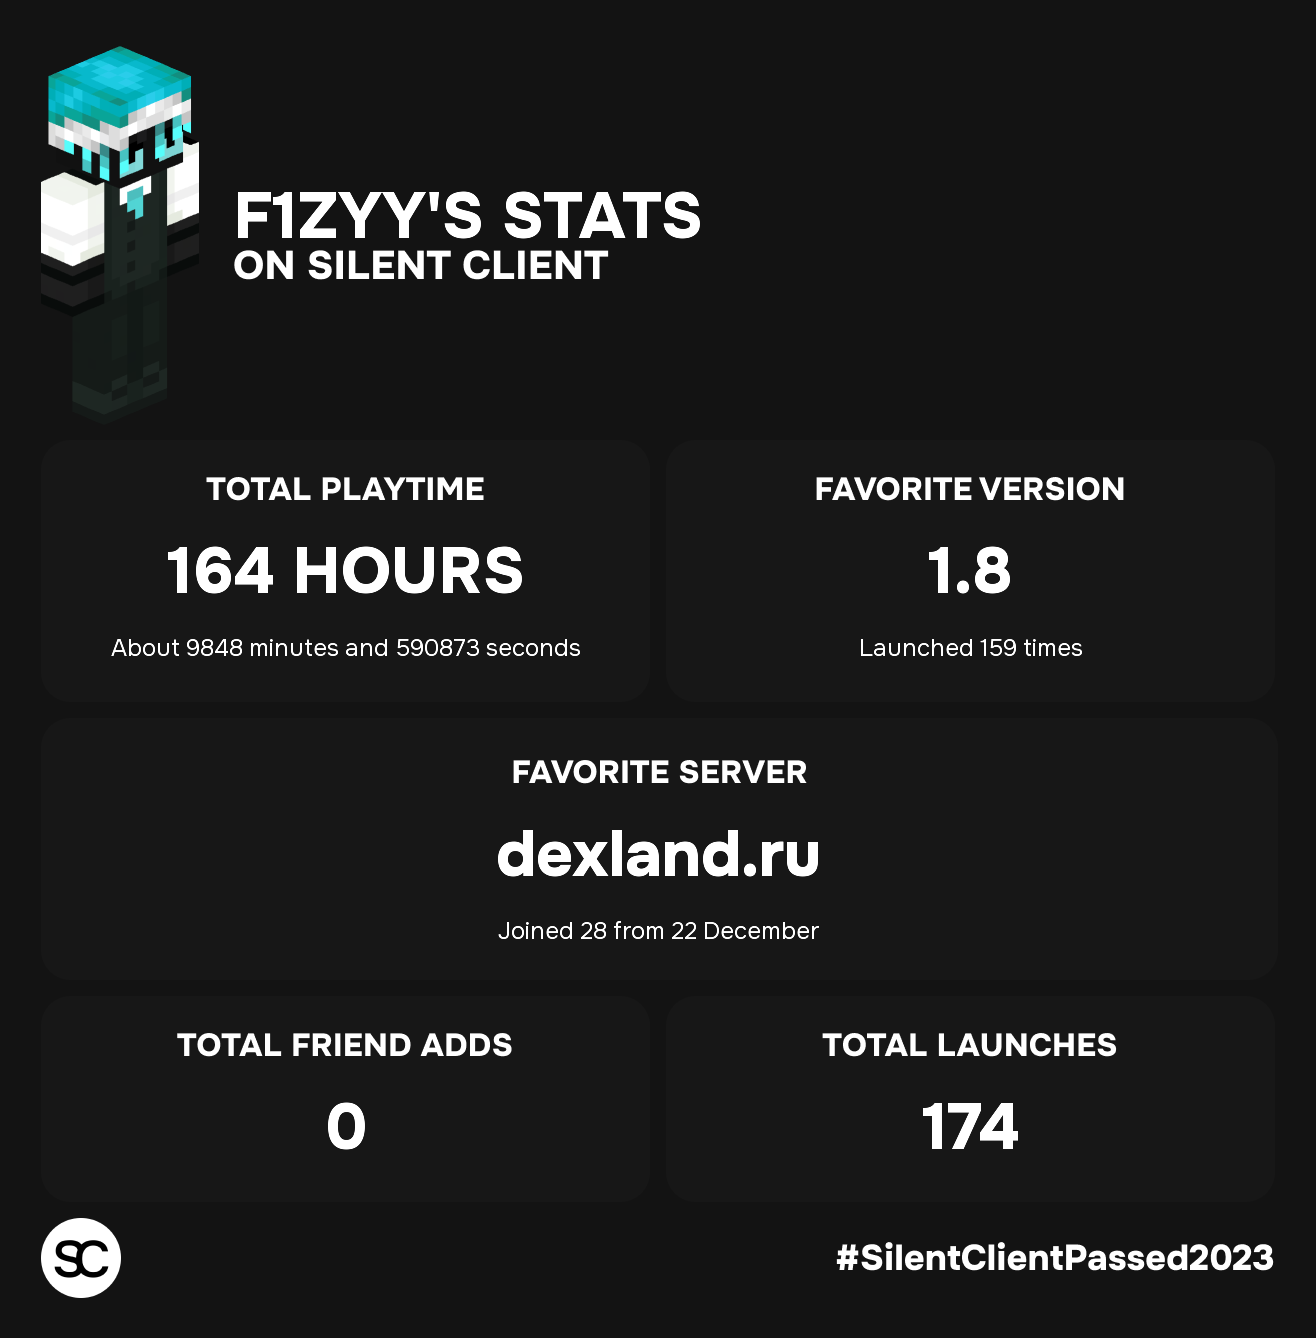 F1ZYY'S STATS
ON SILENT CLIENT
TOTAL PLAYTIME
164 HOURS
About 9848 minutes and 590873 seconds
FAVORITE VERSION
1.8
Launched 159 times
FAVORITE SERVER
dexland.ru
Joined 28 from 22 December
TOTAL FRIEND ADDS
0
TOTAL LAUNCHES
174
SC
#SilentClientPassed2023